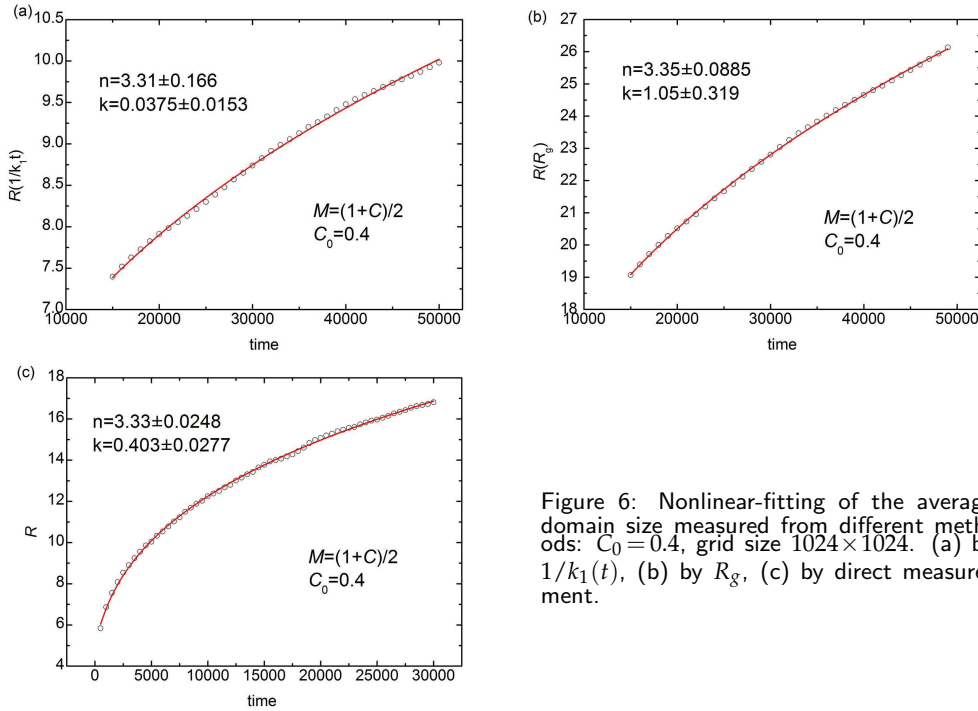 (a)
10.0
9.5
9.0
8.5
8.0
7.5
7.0
R(1/k₁t)
n=3.31±0.166
k=0.0375±0.0153
M=(1+C)/2
C₀=0.4
10000 20000 30000 40000 50000
time
(b)
27
26
25
24
23
22
21
20
19
18
R(R_g)
n=3.35±0.0885
k=1.05±0.319
M=(1+C)/2
C₀=0.4
10000 20000 30000 40000 50000
time
(c)
18
16
14
12
10
8
6
4
R
n=3.33±0.0248
k=0.403±0.0277
M=(1+C)/2
C₀=0.4
0 5000 10000 15000 20000 25000 30000
time
Figure 6: Nonlinear-fitting of the averag
domain size measured from different meth
ods: C₀ = 0.4, grid size 1024×1024. (a) b
1/k₁(t), (b) by R_g, (c) by direct measure
ment.